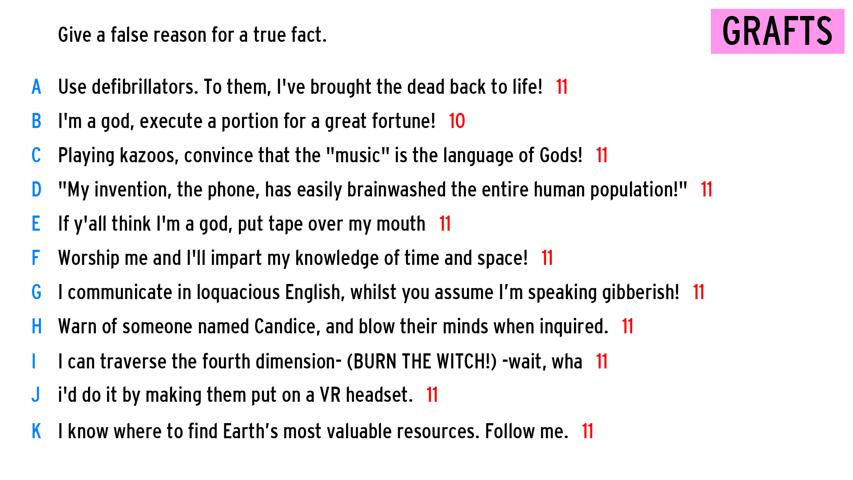 Give a false reason for a true fact.
GRAFTS
A Use defibrillators. To them, I've brought the dead back to life! 11
B I'm a god, execute a portion for a great fortune! 10
C Playing kazoos, convince that the "music" is the language of Gods! 11
D "My invention, the phone, has easily brainwashed the entire human population!" 11
E If y'all think I'm a god, put tape over my mouth 11
F Worship me and I'll impart my knowledge of time and space! 11
G I communicate in loquacious English, whilst you assume I’m speaking gibberish! 11
H Warn of someone named Candice, and blow their minds when inquired. 11
I I can traverse the fourth dimension- (BURN THE WITCH!) -wait, wha 11
J i'd do it by making them put on a VR headset. 11
K I know where to find Earth’s most valuable resources. Follow me. 11